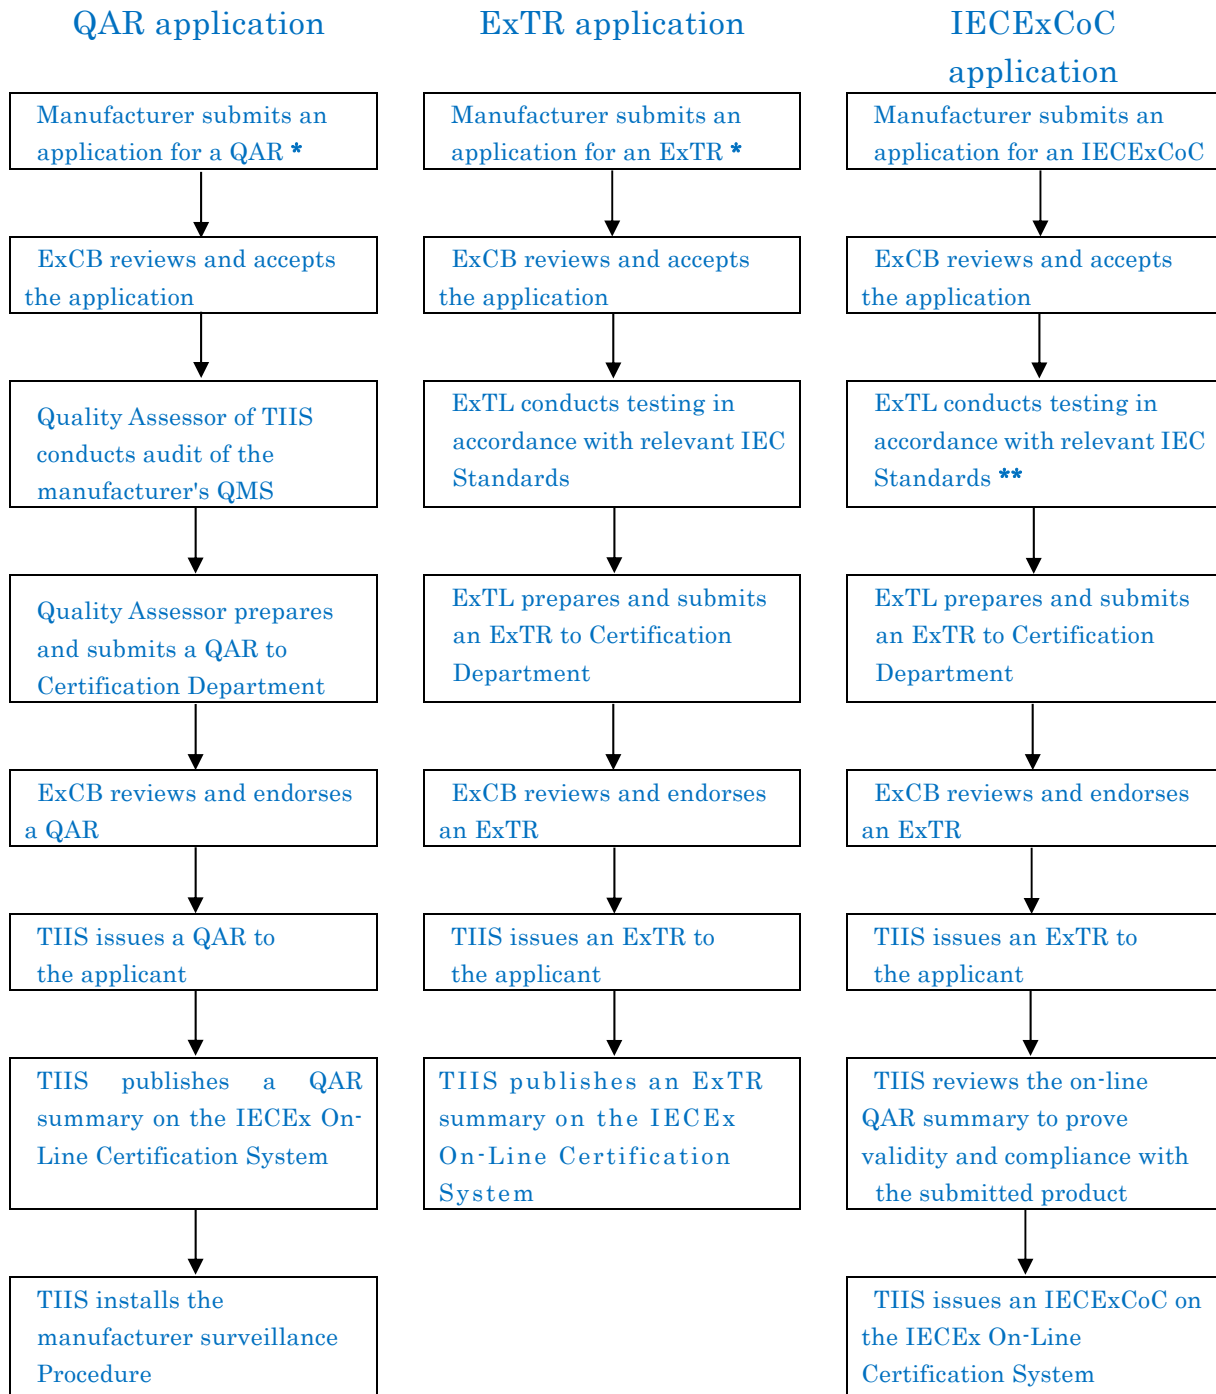 QAR application
Manufacturer submits an
application for a QAR *
ExCB reviews and accepts
the application
Quality Assessor of TIIS
conducts audit of the
manufacturer's QMS
Quality Assessor prepares
and submits a QAR to
Certification Department
ExCB reviews and endorses
a QAR
TIIS issues a QAR to
the applicant
TIIS publishes a QAR
summary on the IECEx On-
Line Certification System
TIIS installs the
manufacturer surveillance
Procedure
ExTR application
Manufacturer submits an
application for an ExTR *
ExCB reviews and accepts
the application
ExTL conducts testing in
accordance with relevant IEC
Standards
ExTL prepares and submits
an ExTR to Certification
Department
ExCB reviews and endorses
an ExTR
TIIS issues an ExTR to
the applicant
TIIS publishes an ExTR
summary on the IECEx
On-Line Certification
System
IECExCoC
application
Manufacturer submits an
application for an IECExCoC
ExCB reviews and accepts
the application
ExTL conducts testing in
accordance with relevant IEC
Standards **
ExTL prepares and submits
an ExTR to Certification
Department
ExCB reviews and endorses
an ExTR
TIIS issues an ExTR to
the applicant
TIIS reviews the on-line
QAR summary to prove
validity and compliance with
the submitted product
TIIS issues an IECExCoC on
the IECEx On-Line
Certification System